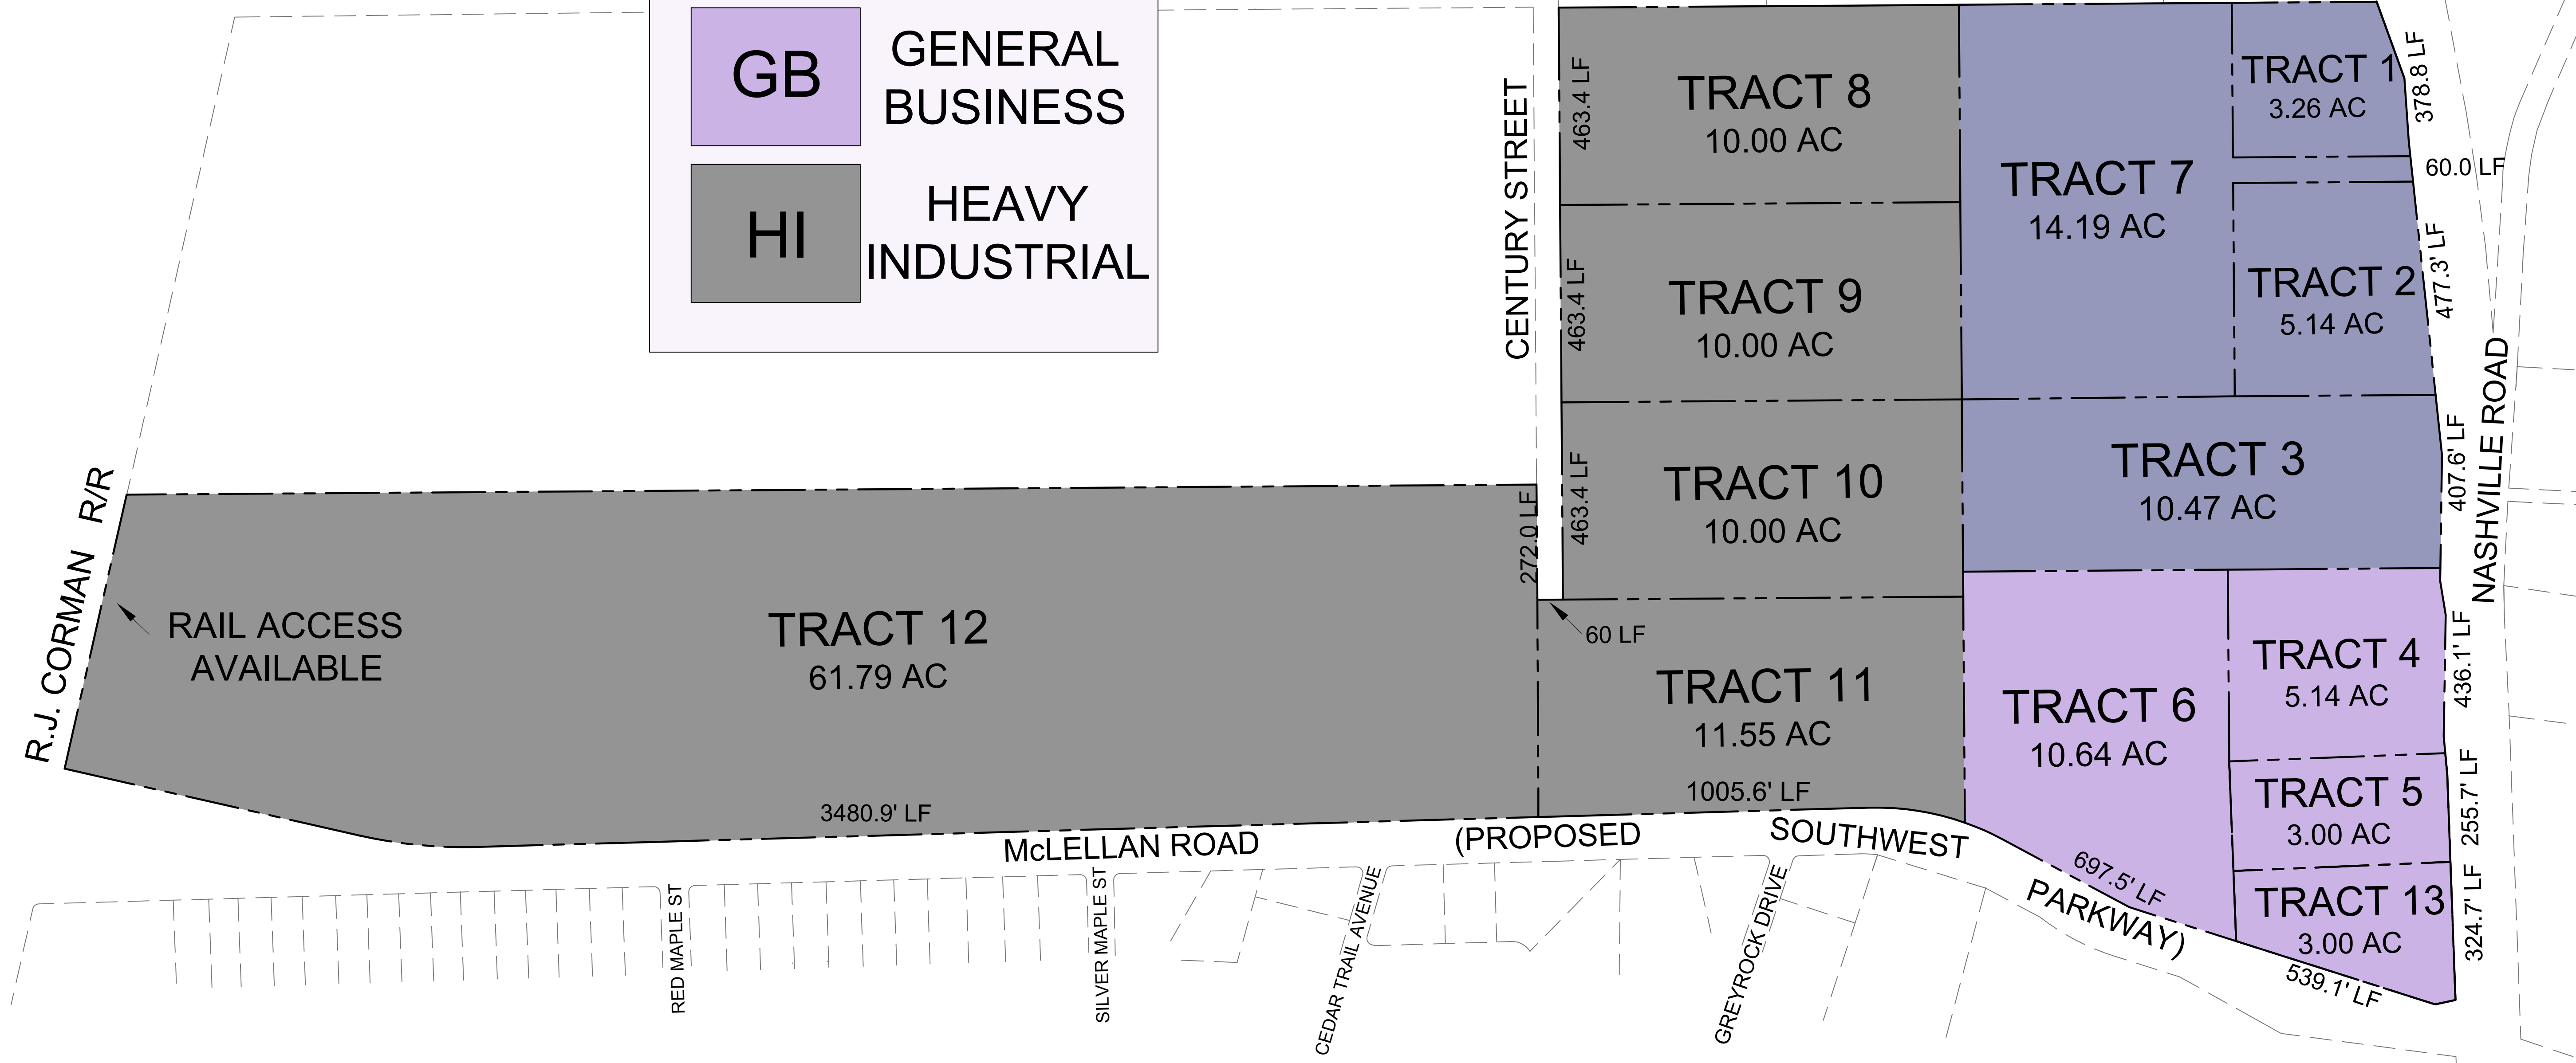 GB
GENERAL
BUSINESS
HI
HEAVY
INDUSTRIAL
CENTURY STREET
463.4 LF
TRACT 8
10.00 AC
463.4 LF
TRACT 9
10.00 AC
463.4 LF
TRACT 10
10.00 AC
272.0 LF
60 LF
TRACT 11
11.55 AC
1005.6' LF
TRACT 7
14.19 AC
TRACT 1
3.26 AC
378.8 LF
60.0 LF
TRACT 2
5.14 AC
477.3' LF
TRACT 3
10.47 AC
407.6' LF
NASHVILLE ROAD
TRACT 6
10.64 AC
697.5' LF
TRACT 4
5.14 AC
436.1' LF
TRACT 5
3.00 AC
255.7' LF
TRACT 13
3.00 AC
324.7' LF
539.1' LF
R.J. CORMAN R/R
RAIL ACCESS
AVAILABLE
TRACT 12
61.79 AC
3480.9' LF
McLELLAN ROAD (PROPOSED SOUTHWEST PARKWAY)
RED MAPLE ST
SILVER MAPLE ST
CEDAR TRAIL AVENUE
GREYROCK DRIVE